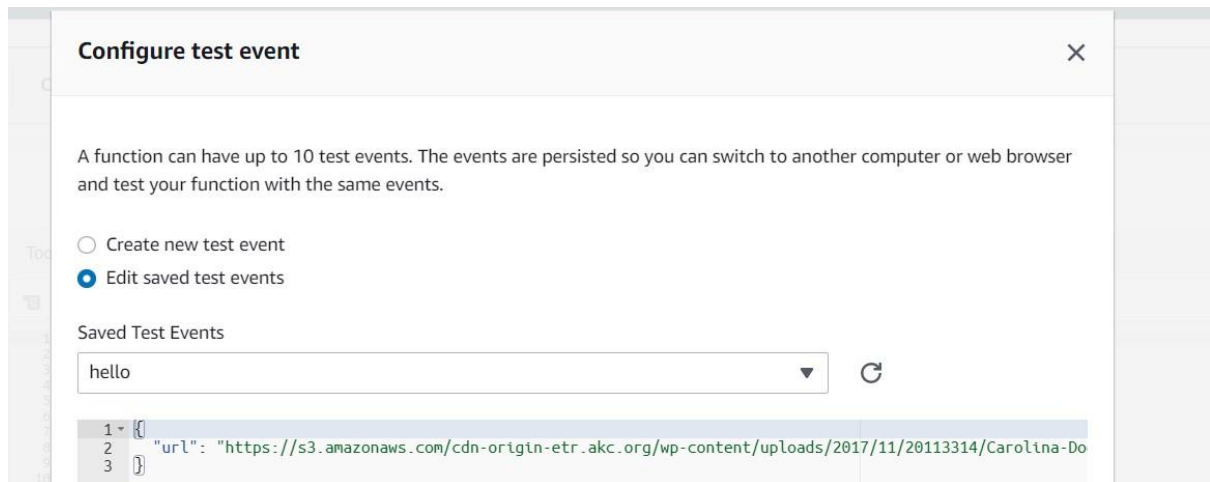 Configure test event
A function can have up to 10 test events. The events are persisted so you can switch to another computer or web browser
and test your function with the same events.
Create new test event
Edit saved test events
Saved Test Events
hello
1 {
2 "url": "https://s3.amazonaws.com/cdn-origin-etr.akc.org/wp-content/uploads/2017/11/20113314/Carolina-Do
3 }